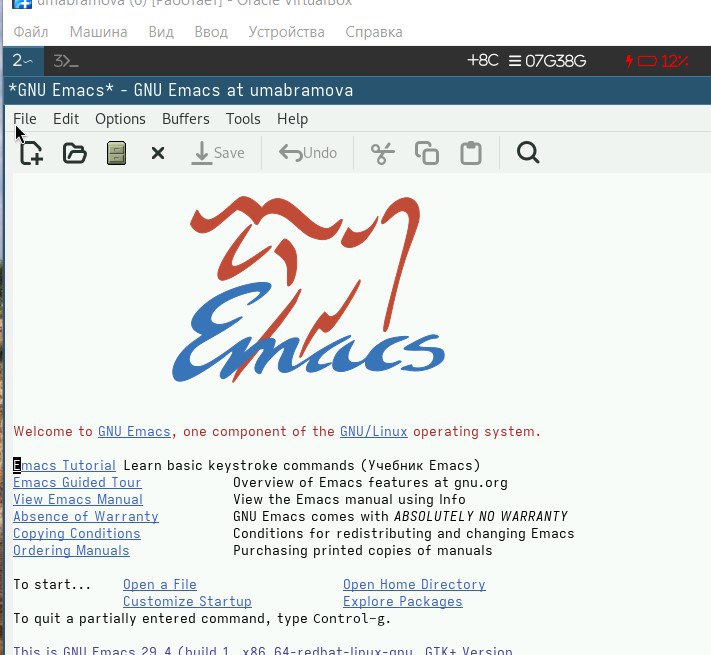 umabramova (6) [Работает] - Oracle VirtualBox
Файл Машина Вид Ввод Устройства Справка
2 3 +8C 07G38G 12%
*GNU Emacs* - GNU Emacs at umabramova
File Edit Options Buffers Tools Help
Save Undo
Emacs
Welcome to GNU Emacs, one component of the GNU/Linux operating system.
Emacs Tutorial Learn basic keystroke commands (Учебник Emacs)
Emacs Guided Tour Overview of Emacs features at gnu.org
View Emacs Manual View the Emacs manual using Info
Absence of Warranty GNU Emacs comes with ABSOLUTELY NO WARRANTY
Copying Conditions Conditions for redistributing and changing Emacs
Ordering Manuals Purchasing printed copies of manuals
To start... Open a File Open Home Directory
Customize Startup Explore Packages
To quit a partially entered command, type Control-g.
This is GNU Emacs 29.4 (build 1, x86_64-redhat-linux-gnu, GTK+ Version